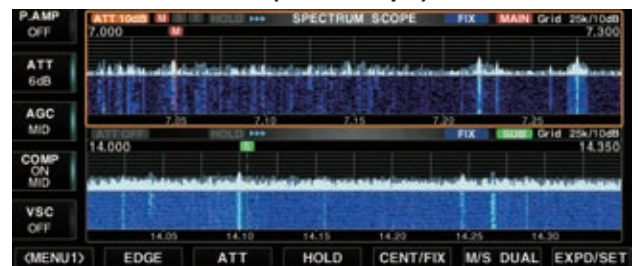 P.AMP
OFF
ATT 10dB M HOLD SPECTRUM SCOPE FIX MAIN Grid 25k/10dB
7.000 M 7.300
ATT
6dB
AGC
MID
7.05 7.10 7.15 7.20 7.25
ATT OFF HOLD FIX SUB Grid 25k/10dB
14.000 S 14.350
COMP
ON
MID
VSC
OFF
14.05 14.10 14.15 14.20 14.25 14.30
<MENU1> EDGE ATT HOLD CENT/FIX M/S DUAL EXPD/SET